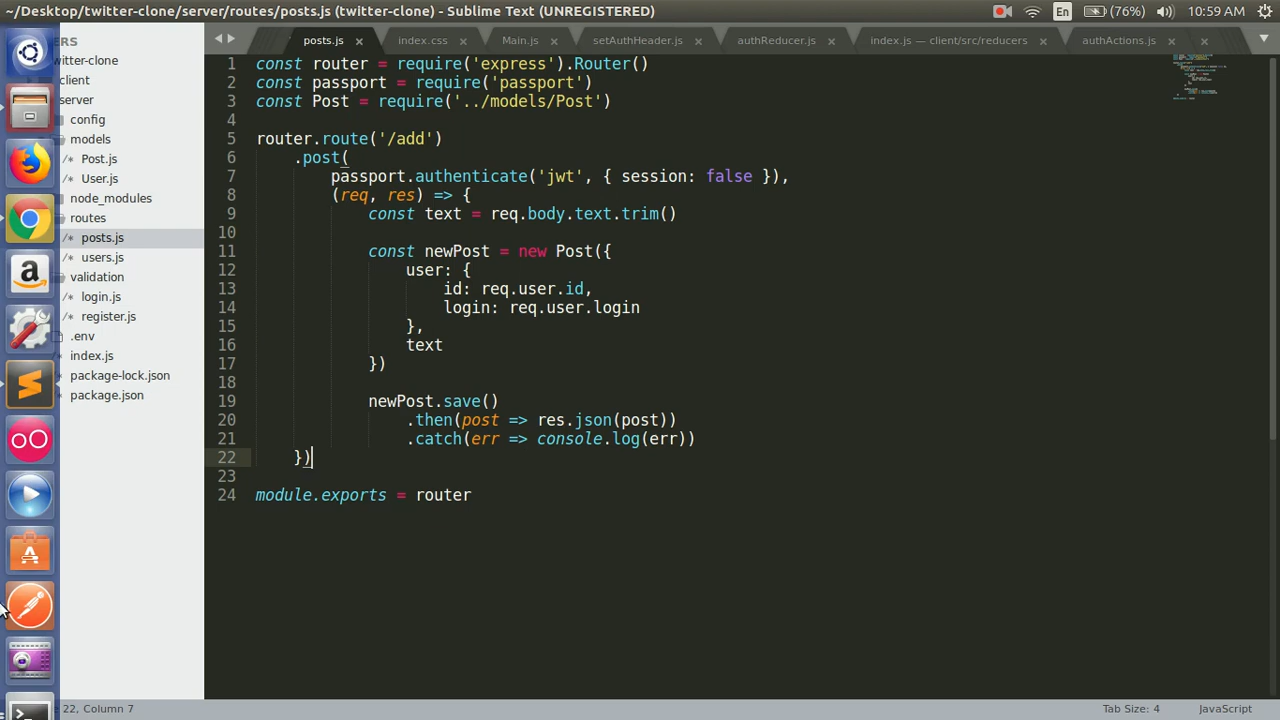 ~/Desktop/twitter-clone/server/routes/posts.js (twitter-clone) - Sublime Text (UNREGISTERED)
En
(76%)
10:59 AM
ERS
witter-clone
client
server
config
models
/* Post.js
/* User.js
node_modules
routes
/* posts.js
/* users.js
validation
/* login.js
/* register.js
.env
/* index.js
package-lock.json
package.json
posts.js
index.css
Main.js
setAuthHeader.js
authReducer.js
index.js — client/src/reducers
authActions.js
1 const router = require('express').Router()
2 const passport = require('passport')
3 const Post = require('../models/Post')
4
5 router.route('/add')
6 .post(
7 passport.authenticate('jwt', { session: false }),
8 (req, res) => {
9 const text = req.body.text.trim()
10
11 const newPost = new Post({
12 user: {
13 id: req.user.id,
14 login: req.user.login
15 },
16 text
17 })
18
19 newPost.save()
20 .then(post => res.json(post))
21 .catch(err => console.log(err))
22 })
23
24 module.exports = router
22, Column 7
Tab Size: 4
JavaScript